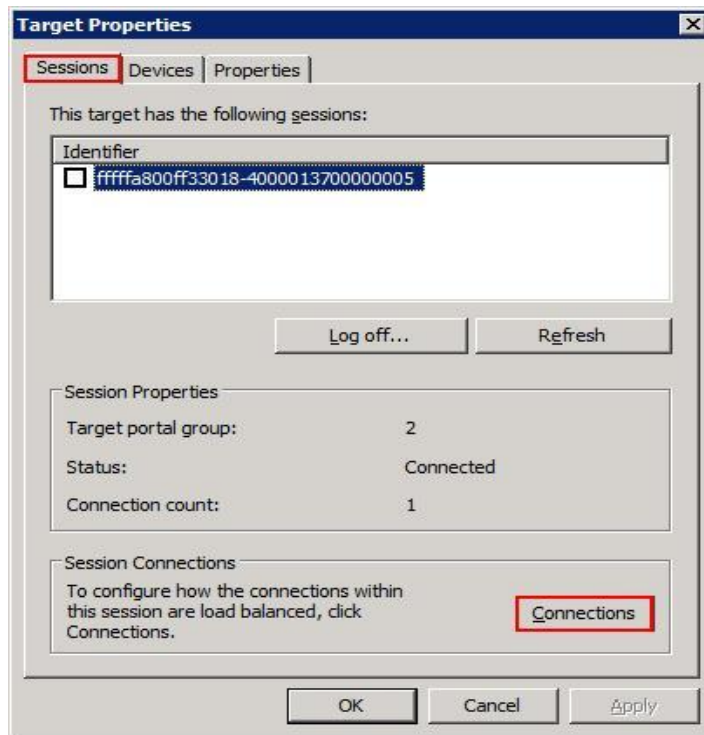 Target Properties
Sessions
Devices
Properties
This target has the following sessions:
Identifier
fffffa800ff33018-4000013700000005
Log off...
Refresh
Session Properties
Target portal group:
2
Status:
Connected
Connection count:
1
Session Connections
To configure how the connections within
this session are load balanced, click
Connections.
Connections
OK
Cancel
Apply